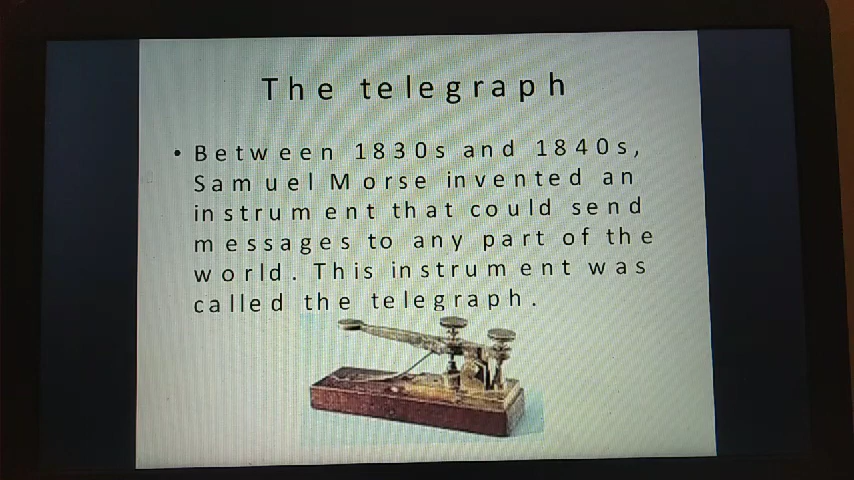 The telegraph
• Between 1830s and 1840s,
Samuel Morse invented an
instrument that could send
messages to any part of the
world. This instrument was
called the telegraph.